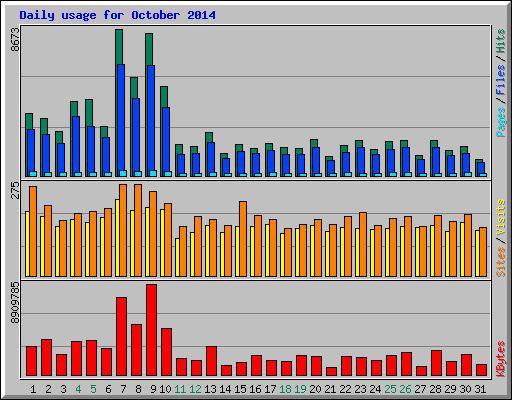 Daily usage for October 2014
8673
Pages / Files / Hits
275
Sites / Visits
8909785
KBytes
1 2 3 4 5 6 7 8 9 10 11 12 13 14 15 16 17 18 19 20 21 22 23 24 25 26 27 28 29 30 31